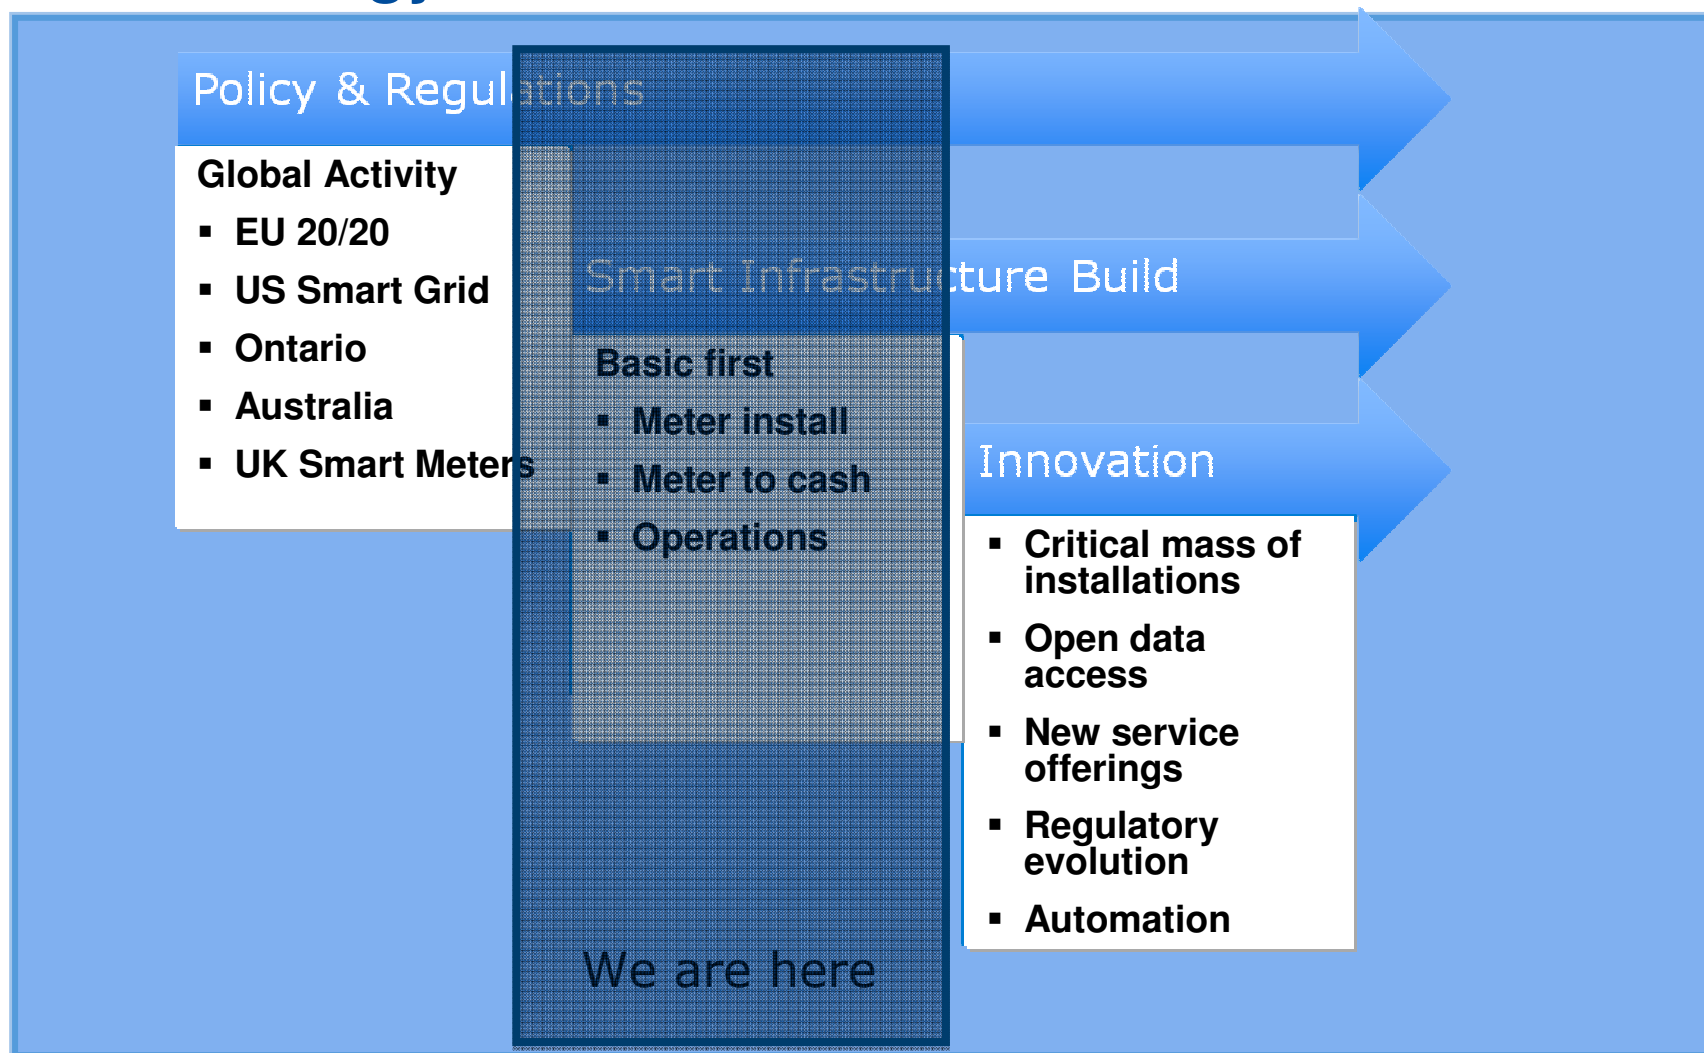 Policy & Regulations
Global Activity
▪ EU 20/20
▪ US Smart Grid
▪ Ontario
▪ Australia
▪ UK Smart Meters
Smart Infrastructure Build
Basic first
▪ Meter install
▪ Meter to cash
▪ Operations
Innovation
▪ Critical mass of
installations
▪ Open data
access
▪ New service
offerings
▪ Regulatory
evolution
▪ Automation
We are here